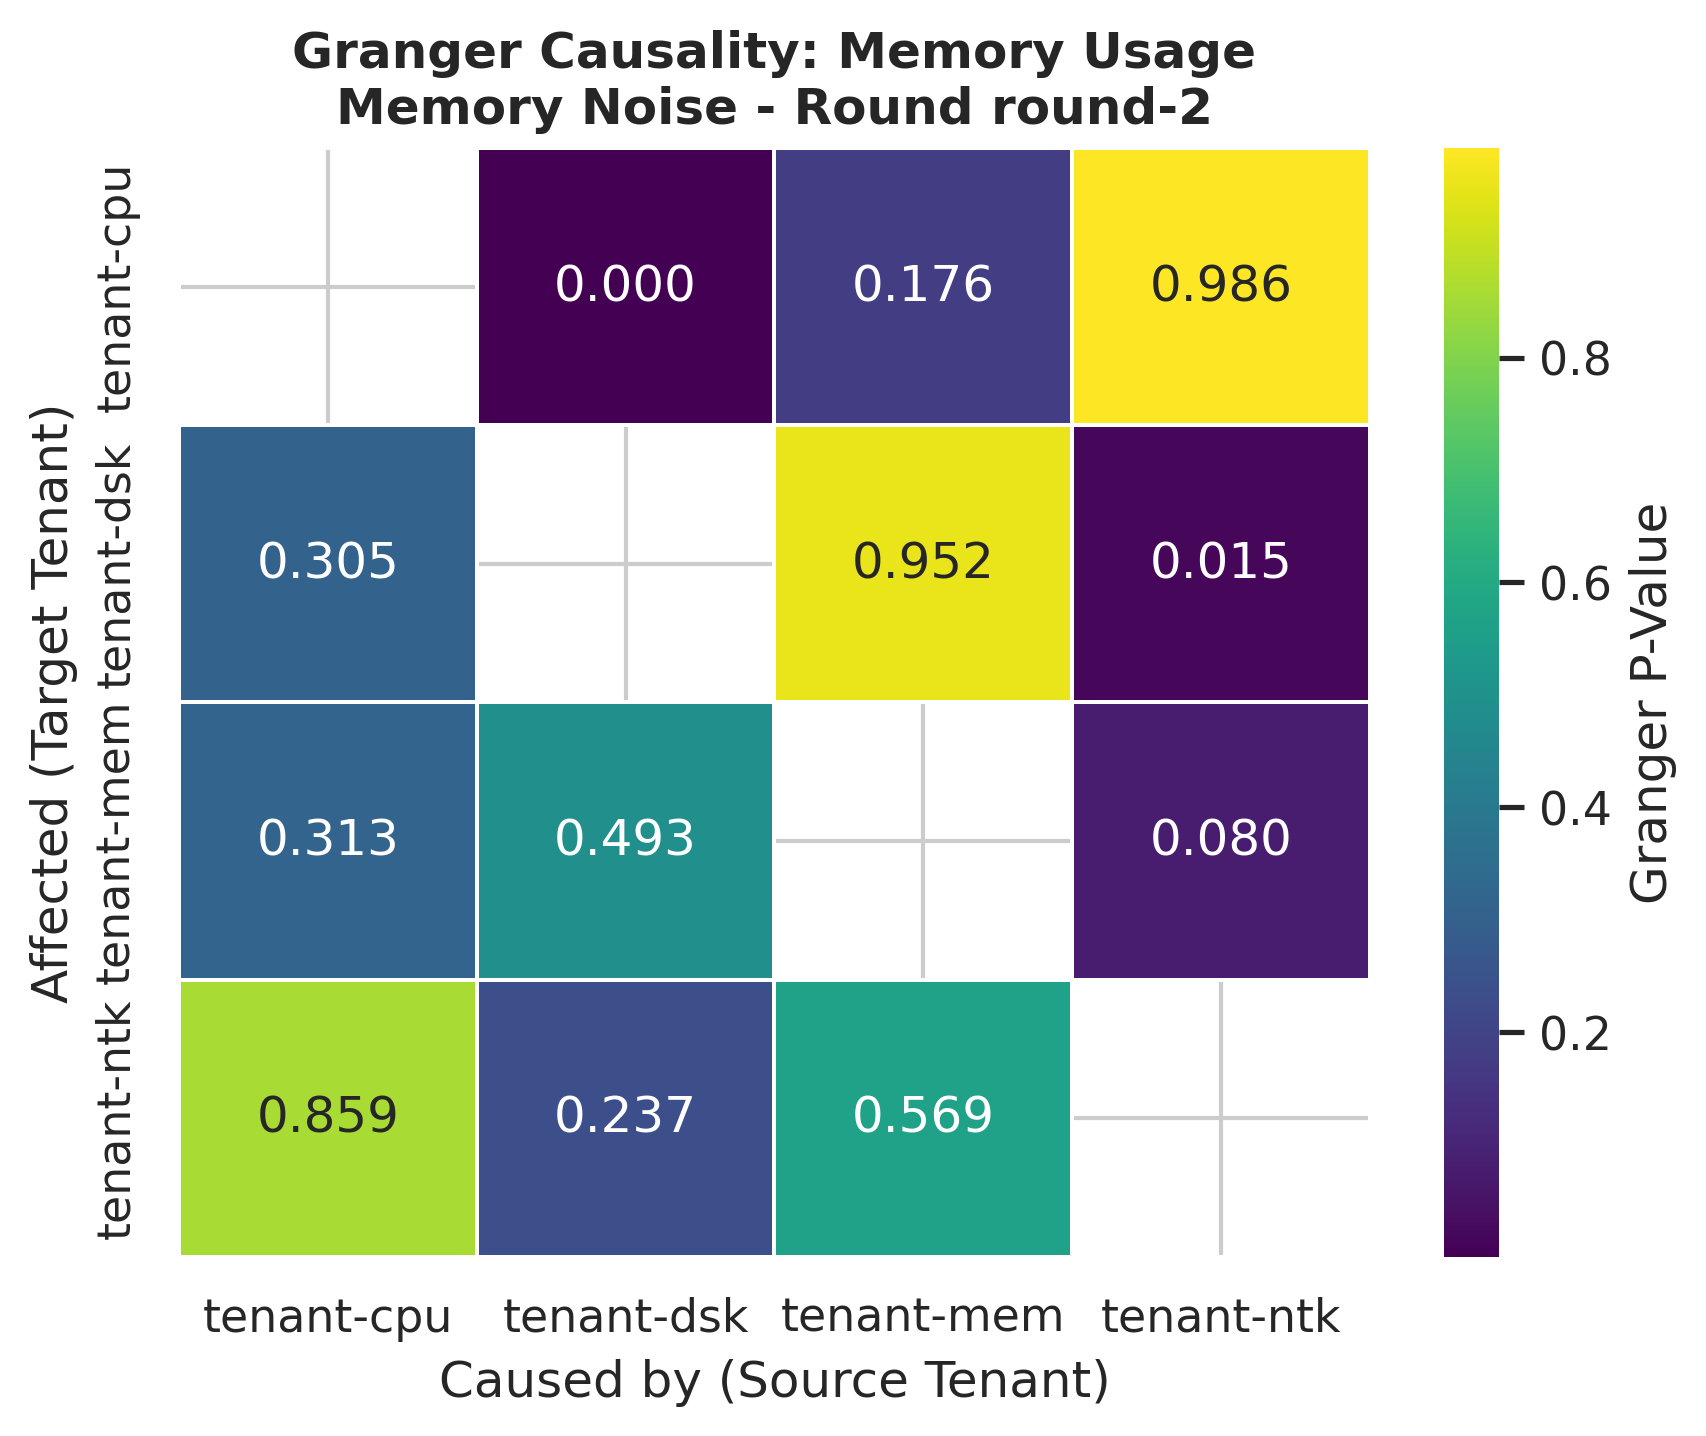 Granger Causality: Memory Usage
Memory Noise - Round round-2
Affected (Target Tenant)
tenant-cpu
0.000
0.176
0.986
tenant-dsk
0.305
0.952
0.015
tenant-mem
0.313
0.493
0.080
tenant-ntk
0.859
0.237
0.569
tenant-cpu
tenant-dsk
tenant-mem
tenant-ntk
Caused by (Source Tenant)
0.8
0.6
0.4
0.2
Granger P-Value